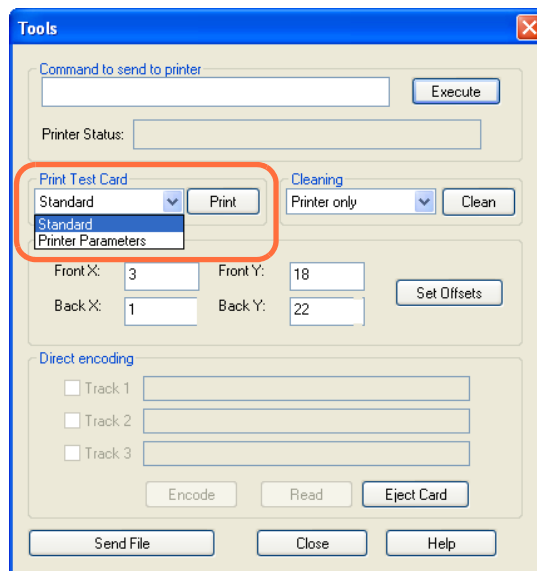 Tools
Command to send to printer
Execute
Printer Status:
Print Test Card
Standard
Print
Standard
Printer Parameters
Cleaning
Printer only
Clean
Front X: 3 Front Y: 18
Back X: 1 Back Y: 22
Set Offsets
Direct encoding
Track 1
Track 2
Track 3
Encode Read Eject Card
Send File Close Help